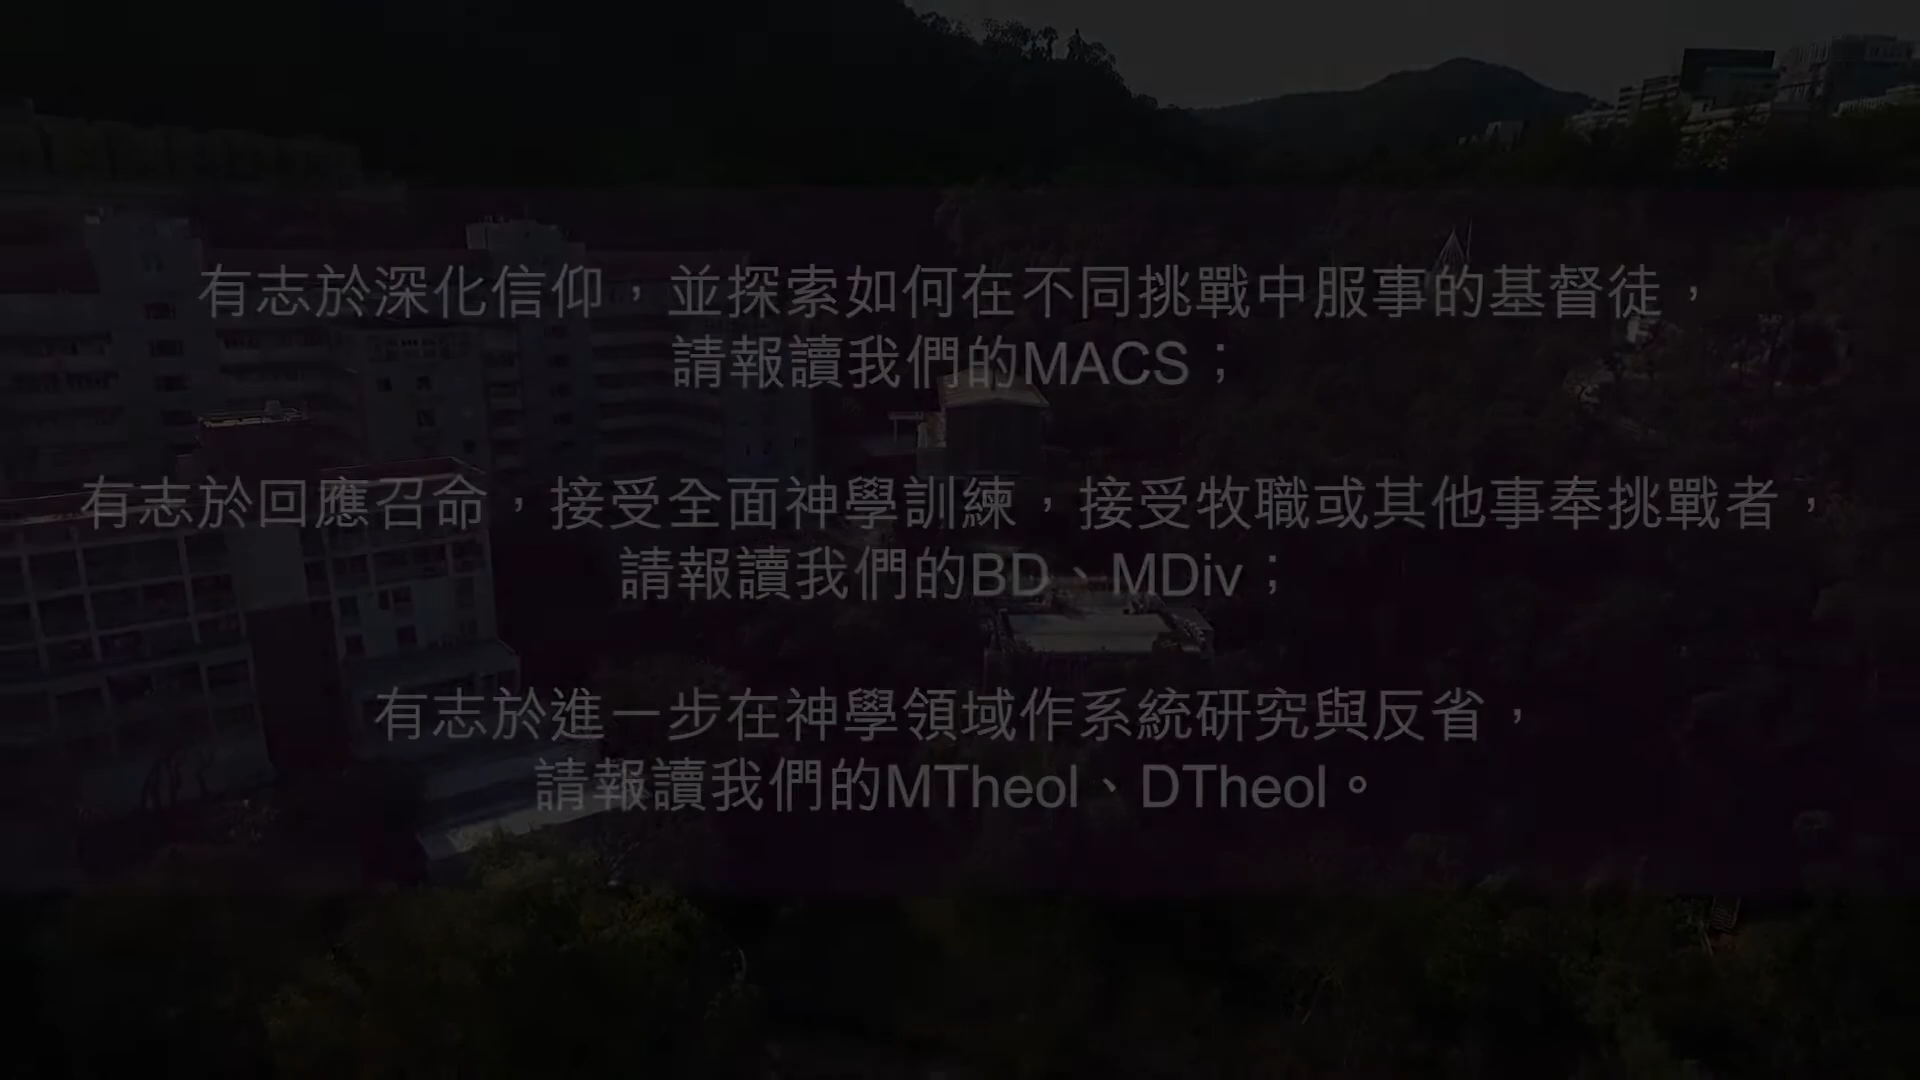 有志於深化信仰，並探索如何在不同挑戰中服事的基督徒，
請報讀我們的MACS；
有志於回應召命，接受全面神學訓練，接受牧職或其他事奉挑戰者，
請報讀我們的BD、MDiv；
有志於進一步在神學領域作系統研究與反省，
請報讀我們的MTheol、DTheol。